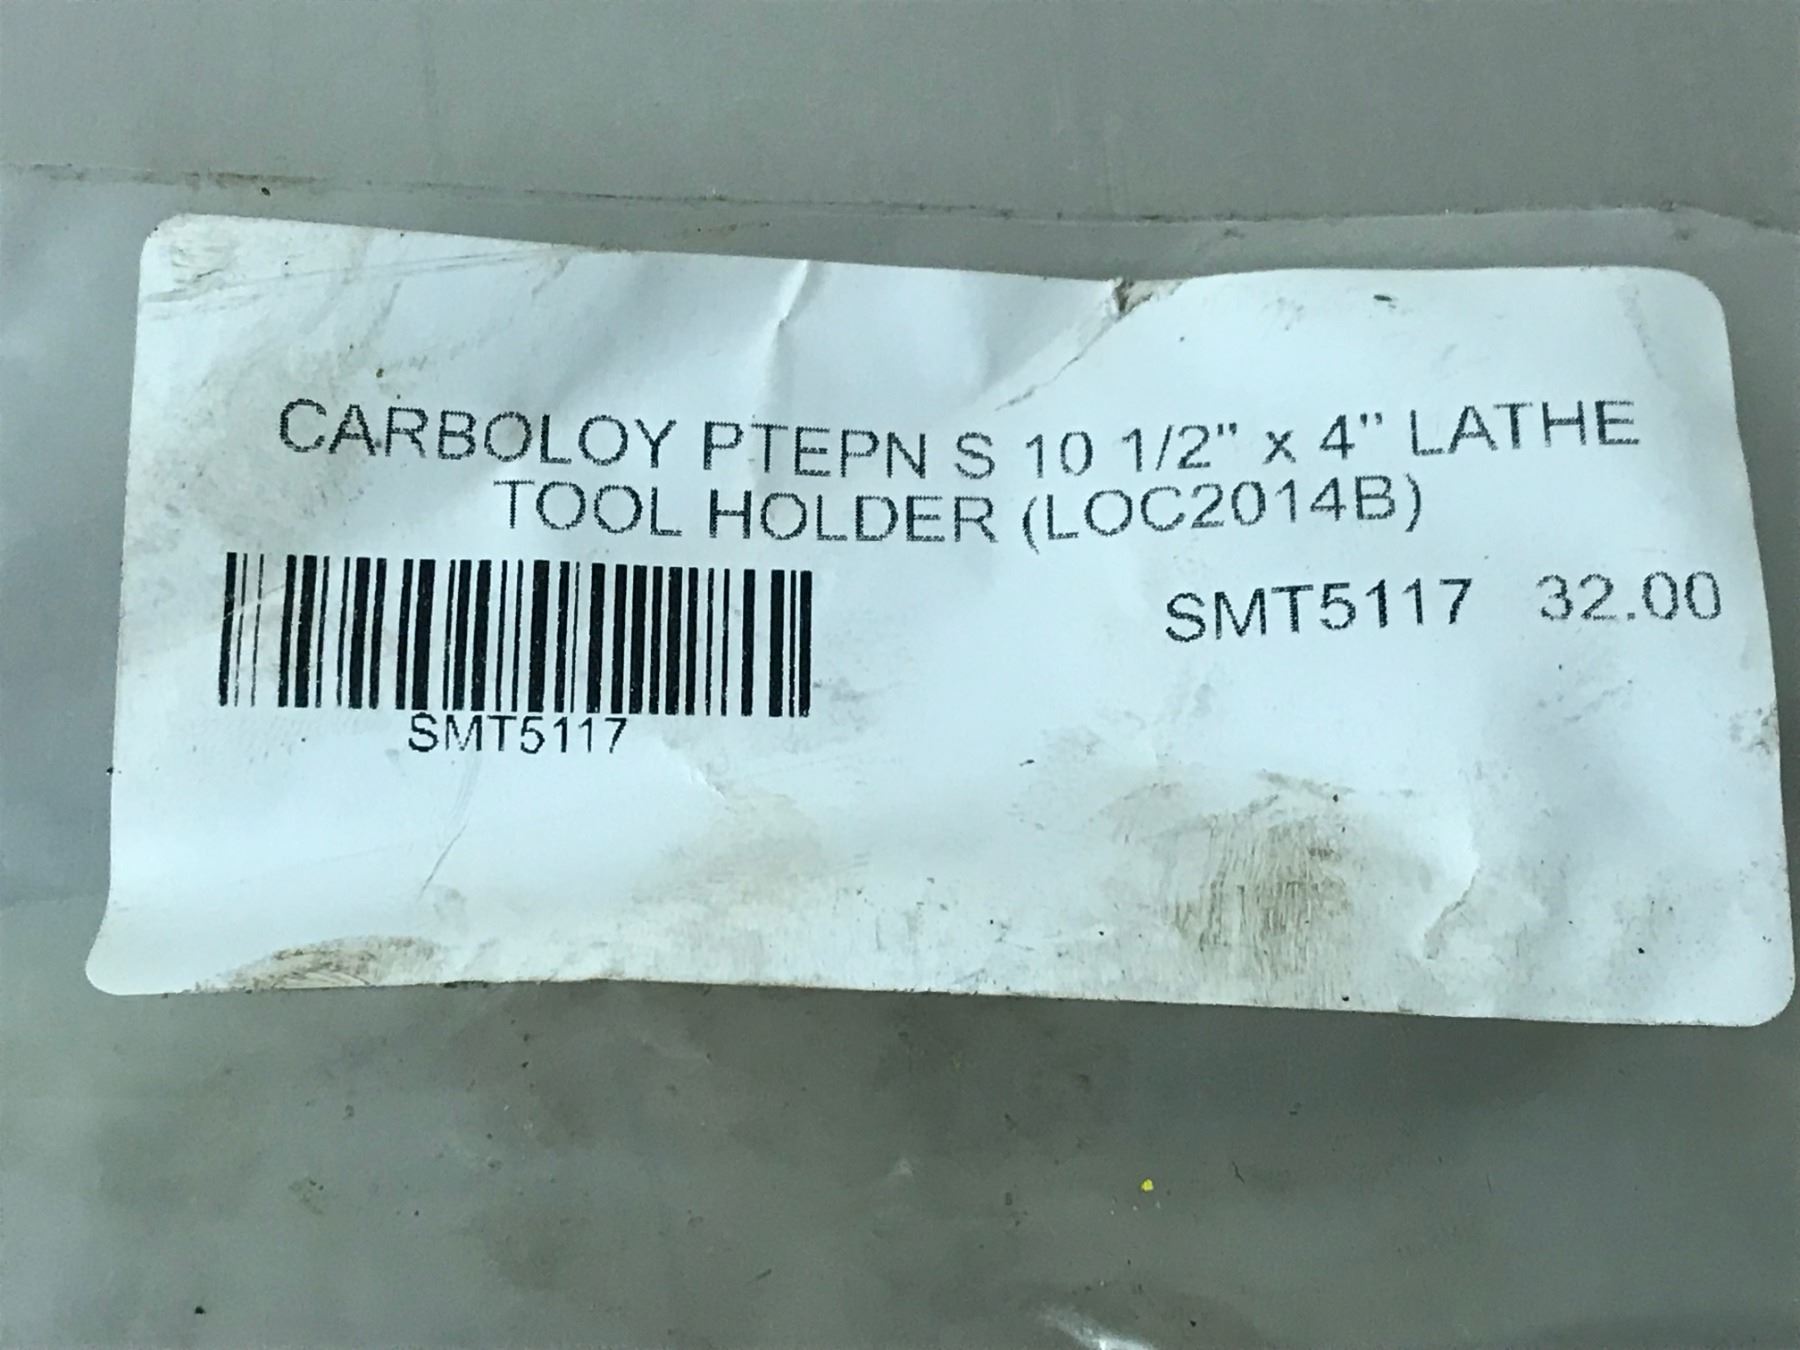 CARBOLOY PTEPN S 10 1/2" x 4" LATHE
TOOL HOLDER (LOC2014B)
SMT5117 32.00
SMT5117